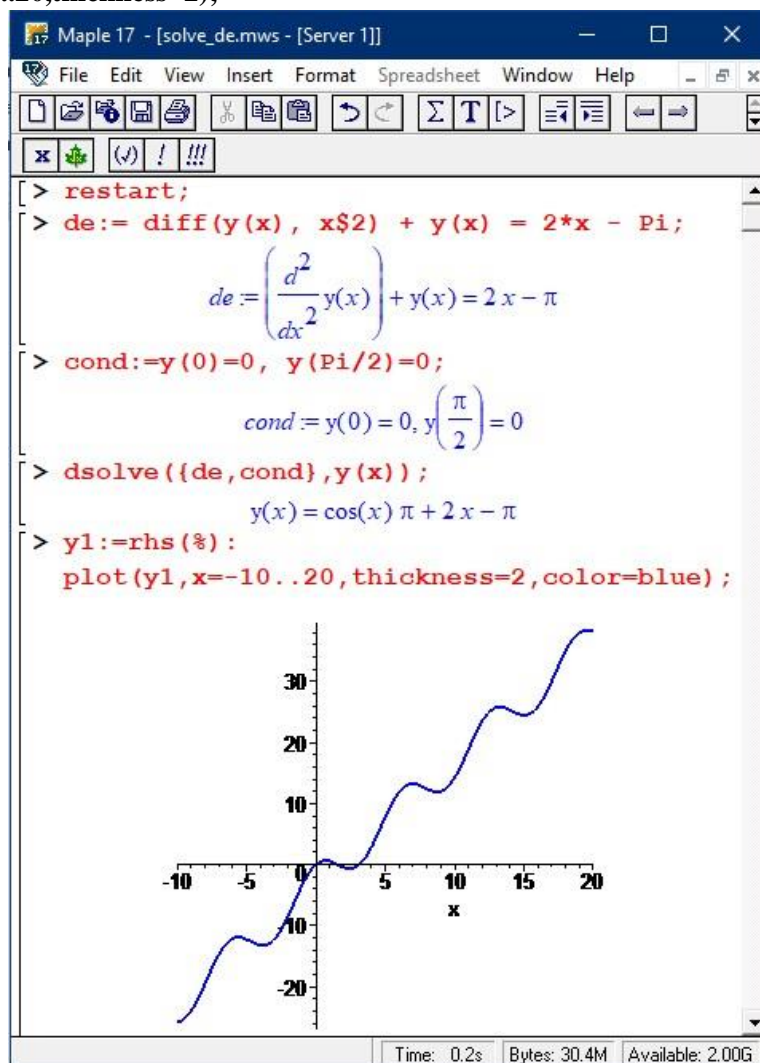 Maple 17 - [solve_de.mws - [Server 1]]
File Edit View Insert Format Spreadsheet Window Help
[> restart;
[> de:= diff(y(x), x$2) + y(x) = 2*x - Pi;
de := (d²/dx² y(x)) + y(x) = 2 x − π
[> cond:=y(0)=0, y(Pi/2)=0;
cond := y(0) = 0, y(π/2) = 0
[> dsolve({de,cond},y(x));
y(x) = cos(x) π + 2 x − π
[> y1:=rhs(%):
plot(y1,x=-10..20,thickness=2,color=blue);
30
20
10
-10 -5 0 5 10 15 20
x
-10
-20
Time: 0.2s Bytes: 30.4M Available: 2.00G